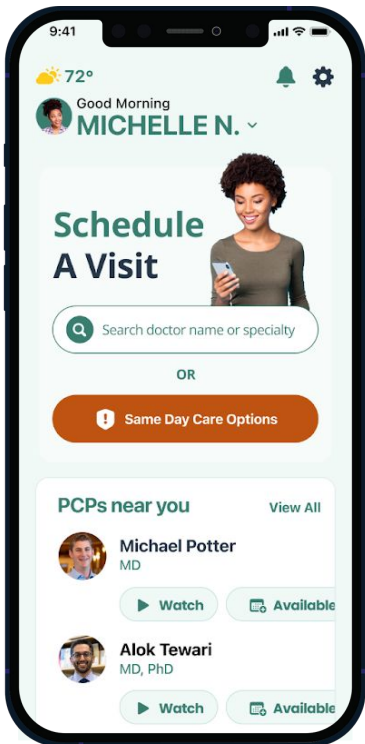 9:41
72°
Good Morning
MICHELLE N.
Schedule
A Visit
Search doctor name or specialty
OR
Same Day Care Options
PCPs near you View All
Michael Potter
MD
Watch Available
Alok Tewari
MD, PhD
Watch Available